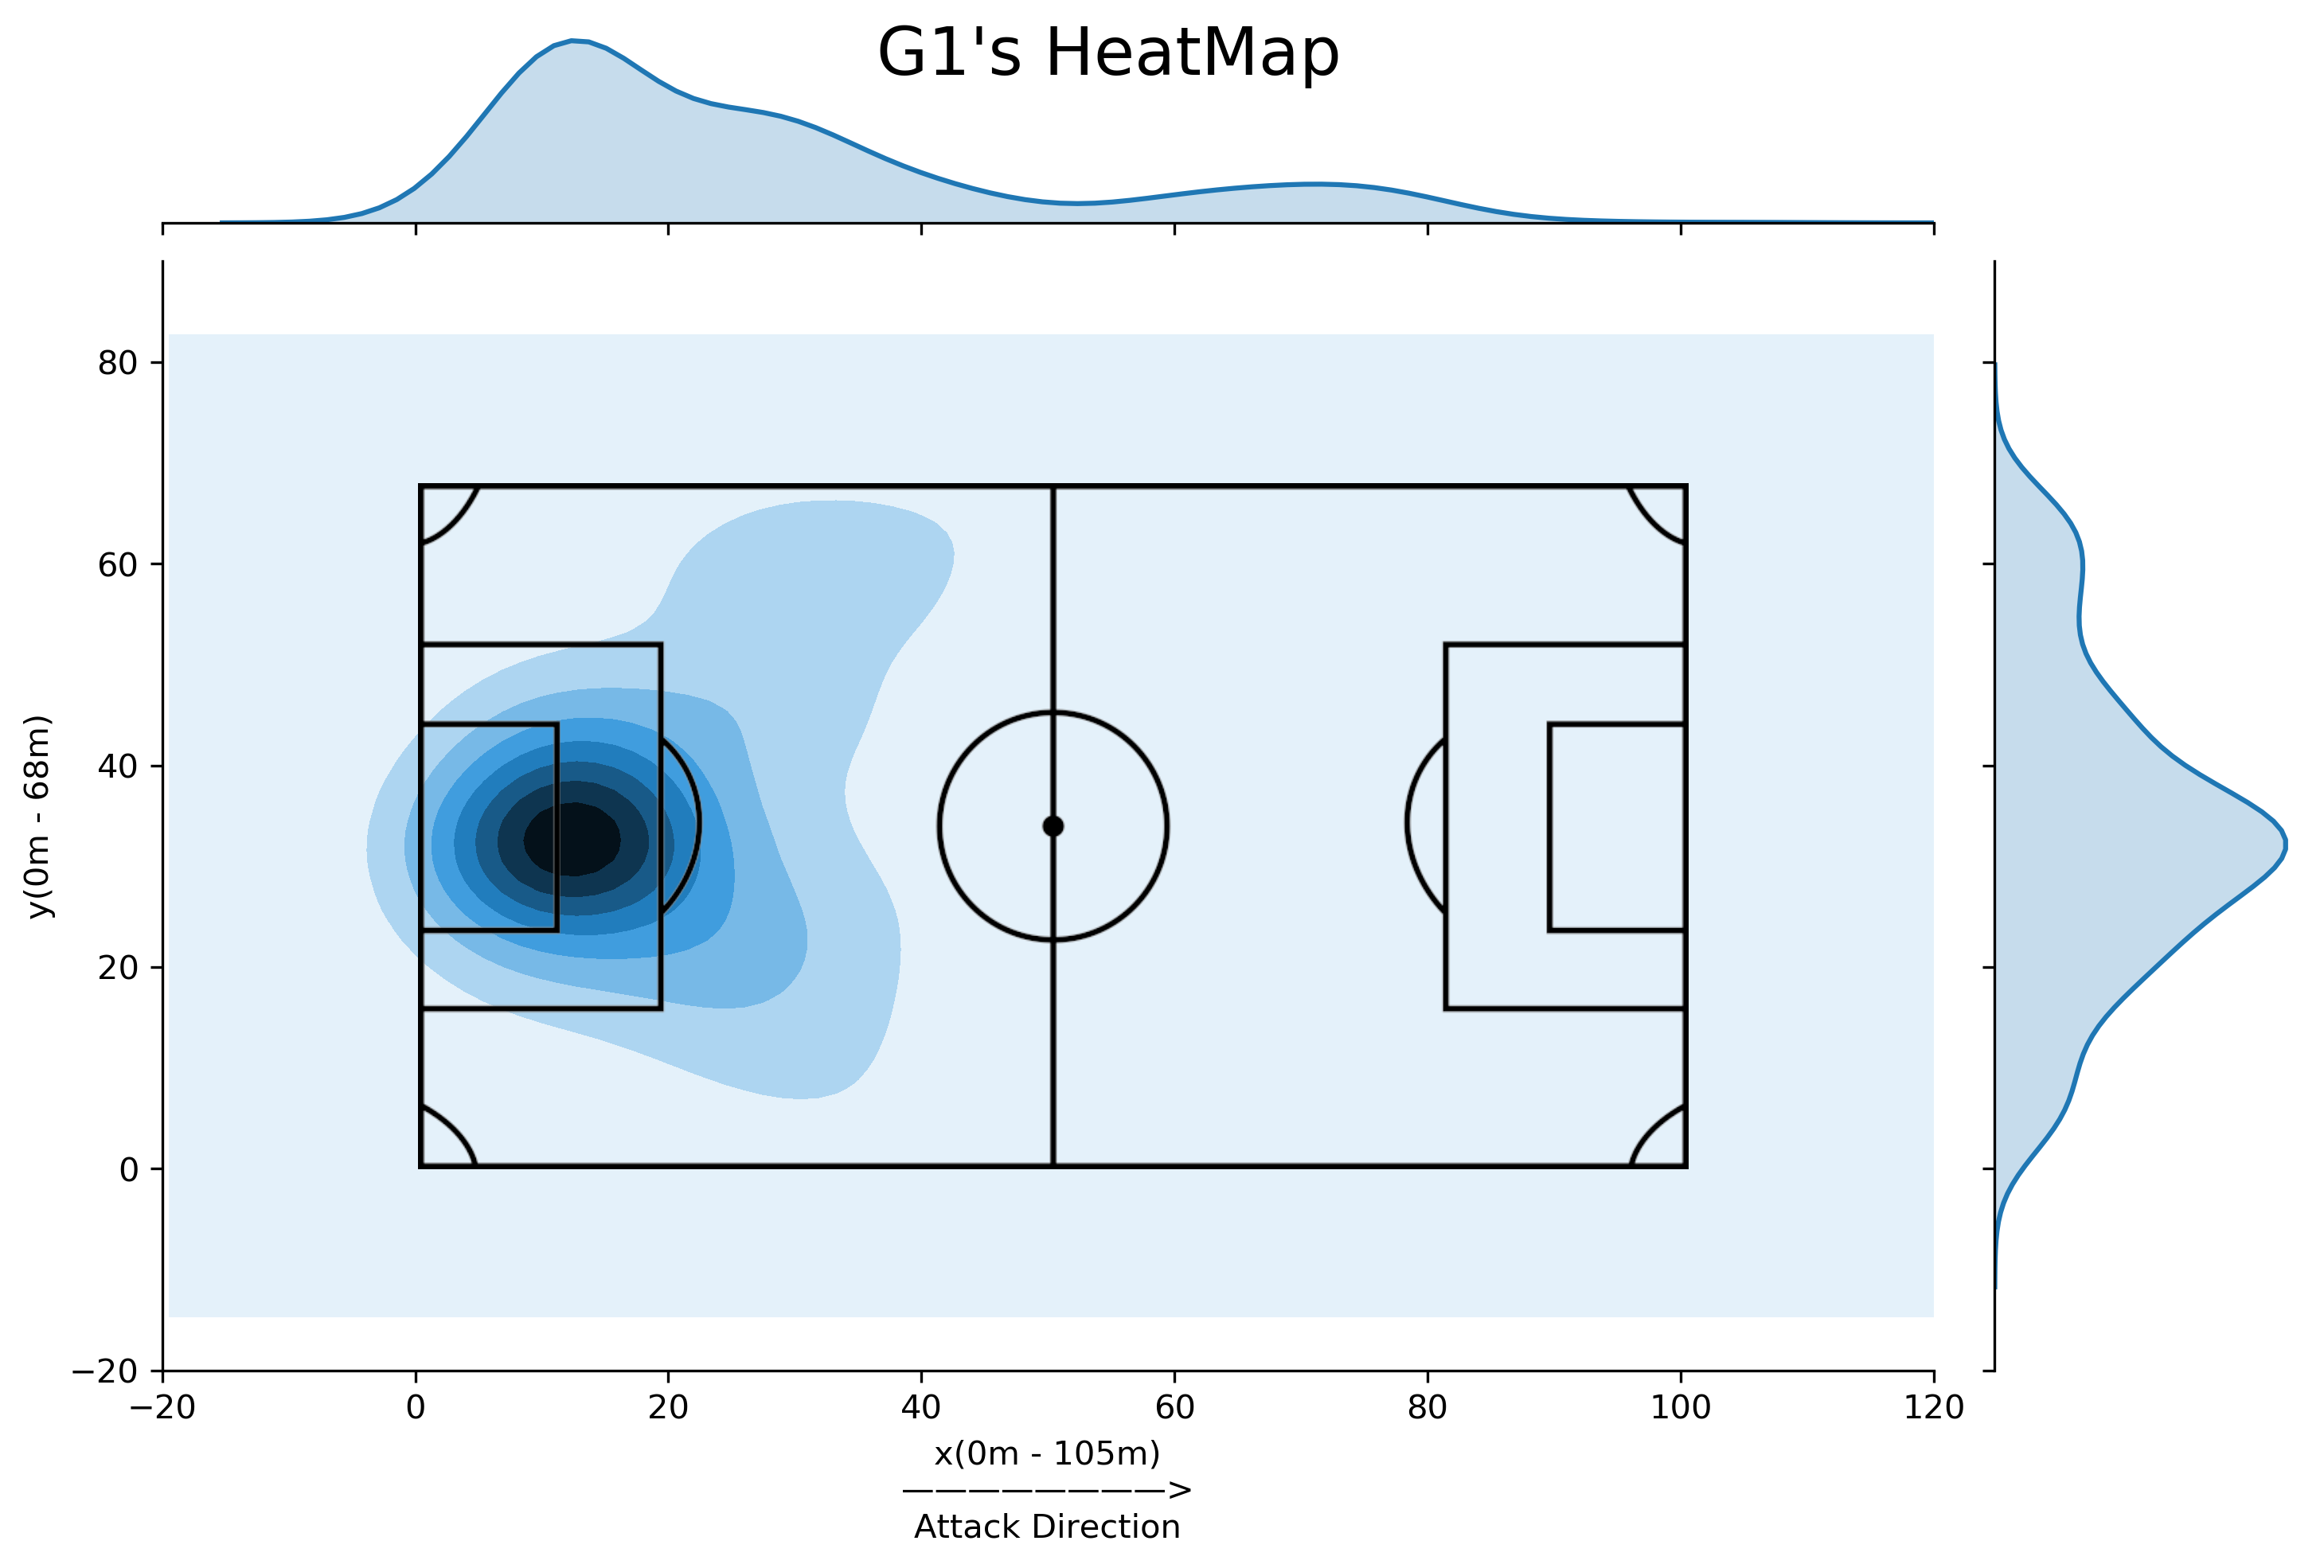 G1's HeatMap
80
60
40
20
0
−20
y(0m - 68m)
−20 0 20 40 60 80 100 120
x(0m - 105m)
————————>
Attack Direction